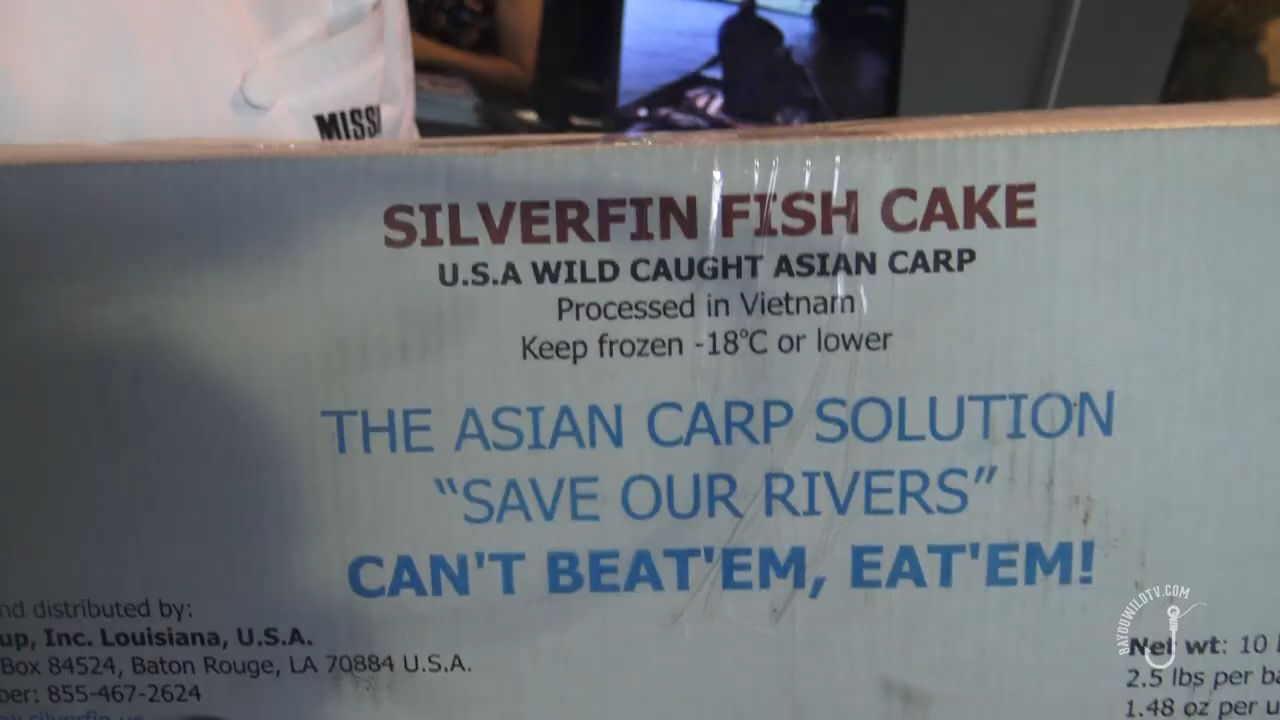 MISSI
SILVERFIN FISH CAKE
U.S.A WILD CAUGHT ASIAN CARP
Processed in Vietnam
Keep frozen -18°C or lower
THE ASIAN CARP SOLUTION
“SAVE OUR RIVERS”
CAN'T BEAT'EM, EAT'EM!
nd distributed by:
up, Inc. Louisiana, U.S.A.
Box 84524, Baton Rouge, LA 70884 U.S.A.
ber: 855-467-2624
BAYOUWILDTV.COM
Net wt: 10
2.5 lbs per ba
1.48 oz per u